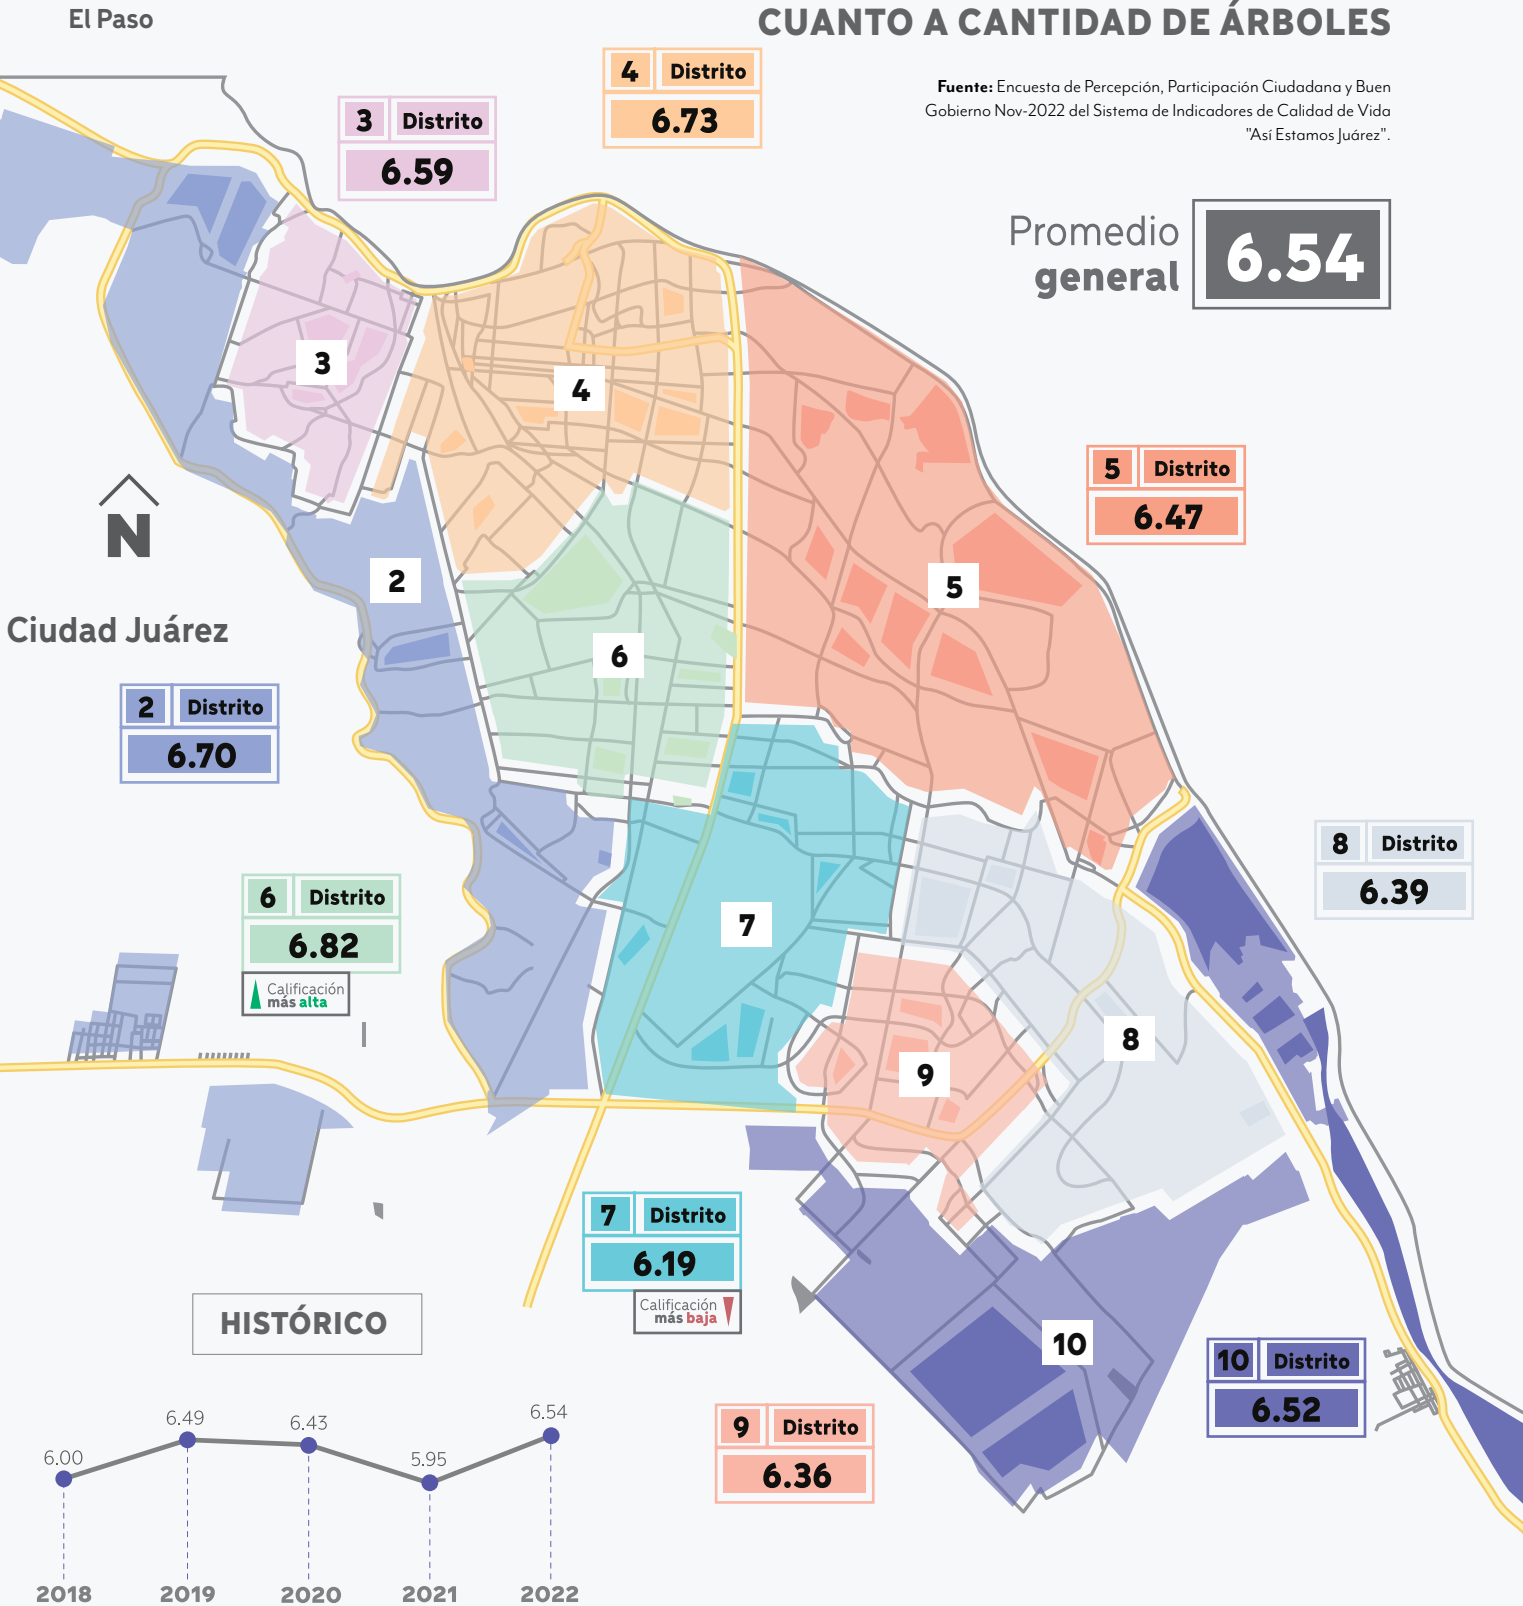 El Paso
CUANTO A CANTIDAD DE ÁRBOLES
Fuente: Encuesta de Percepción, Participación Ciudadana y Buen
Gobierno Nov-2022 del Sistema de Indicadores de Calidad de Vida
"Así Estamos Juárez".
4 Distrito
6.73
3 Distrito
6.59
Promedio
general
6.54
3
4
5 Distrito
6.47
N
2
5
Ciudad Juárez
6
2 Distrito
6.70
8 Distrito
6.39
6 Distrito
6.82
Calificación
más alta
7
8
9
7 Distrito
6.19
Calificación
más baja
10
10 Distrito
6.52
9 Distrito
6.36
HISTÓRICO
6.00
6.49
6.43
5.95
6.54
2018
2019
2020
2021
2022